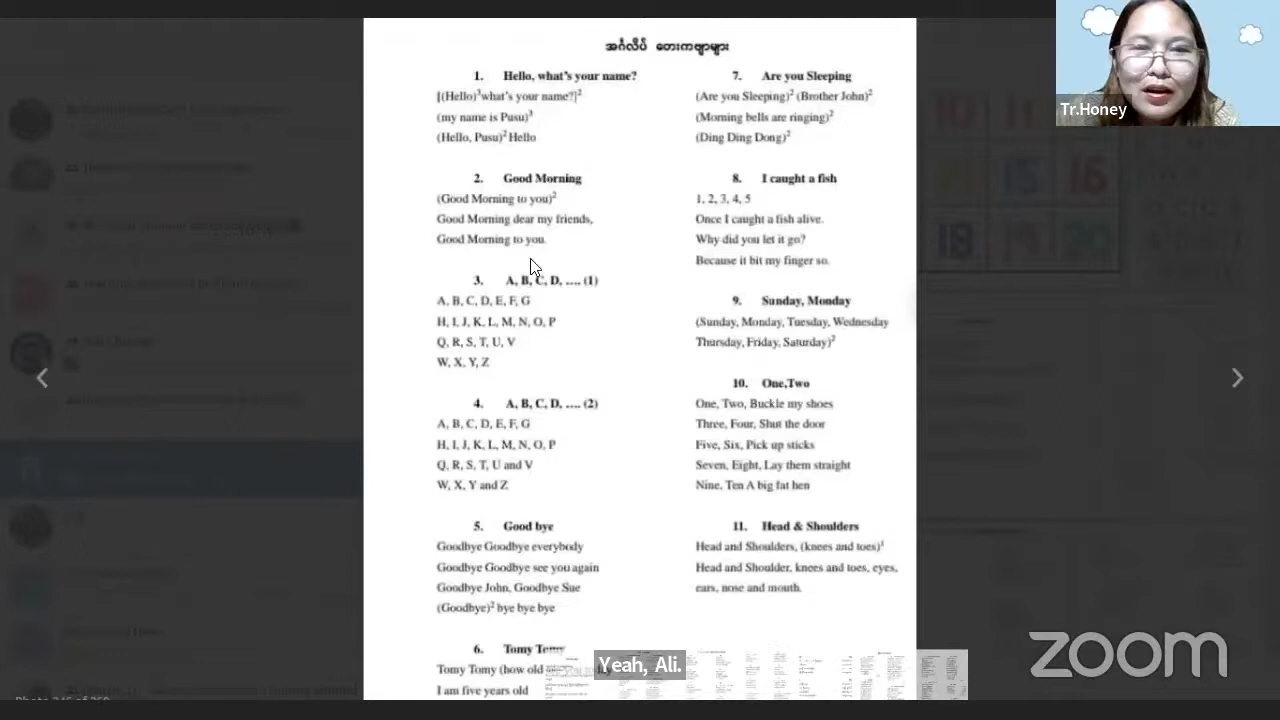 အင်္ဂလိပ် တေးကဗျာများ
1. Hello, what's your name?
[(Hello)³what's your name?]²
(my name is Pusu)³
(Hello, Pusu)² Hello
2. Good Morning
(Good Morning to you)²
Good Morning dear my friends,
Good Morning to you.
3. A, B, C, D, .... (1)
A, B, C, D, E, F, G
H, I, J, K, L, M, N, O, P
Q, R, S, T, U, V
W, X, Y, Z
4. A, B, C, D, .... (2)
A, B, C, D, E, F, G
H, I, J, K, L, M, N, O, P
Q, R, S, T, U and V
W, X, Y and Z
5. Good bye
Goodbye Goodbye everybody
Goodbye Goodbye see you again
Goodbye John, Goodbye Sue
(Goodbye)² bye bye bye
6. Tomy Tomy
Tomy Tomy (how old
I am five years old
7. Are you Sleeping
(Are you Sleeping)² (Brother John)²
(Morning bells are ringing)²
(Ding Ding Dong)²
8. I caught a fish
1, 2, 3, 4, 5
Once I caught a fish alive.
Why did you let it go?
Because it bit my finger so.
9. Sunday, Monday
(Sunday, Monday, Tuesday, Wednesday
Thursday, Friday, Saturday)²
10. One,Two
One, Two, Buckle my shoes
Three, Four, Shut the door
Five, Six, Pick up sticks
Seven, Eight, Lay them straight
Nine, Ten A big fat hen
11. Head & Shoulders
Head and Shoulders, (knees and toes)¹
Head and Shoulder, knees and toes, eyes,
ears, nose and mouth.
Tr.Honey
10 11
15 16
18 19 20
Yeah, Ali.
zoom